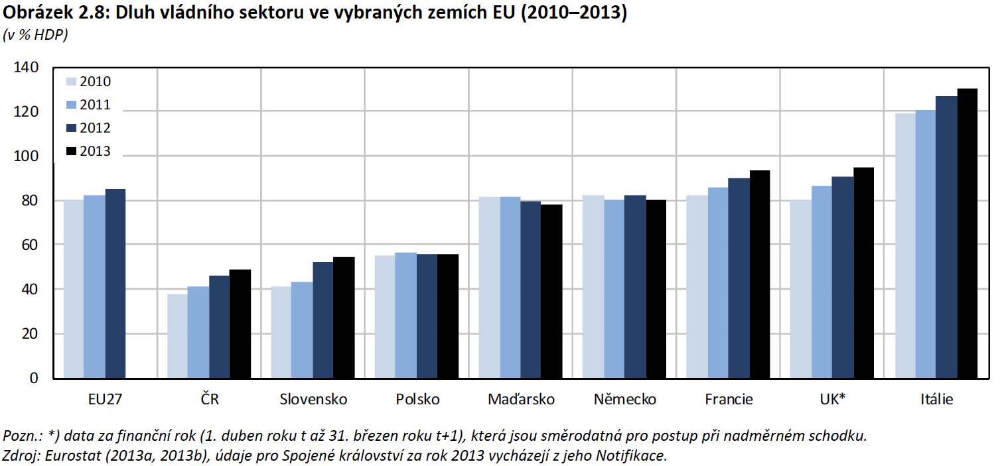 Obrázek 2.8: Dluh vládního sektoru ve vybraných zemích EU (2010–2013)
(v % HDP)
140
120
100
80
60
40
20
0
2010
2011
2012
2013
EU27 ČR Slovensko Polsko Maďarsko Německo Francie UK* Itálie
Pozn.: *) data za finanční rok (1. duben roku t až 31. březen roku t+1), která jsou směrodatná pro postup při nadměrném schodku.
Zdroj: Eurostat (2013a, 2013b), údaje pro Spojené království za rok 2013 vycházejí z jeho Notifikace.